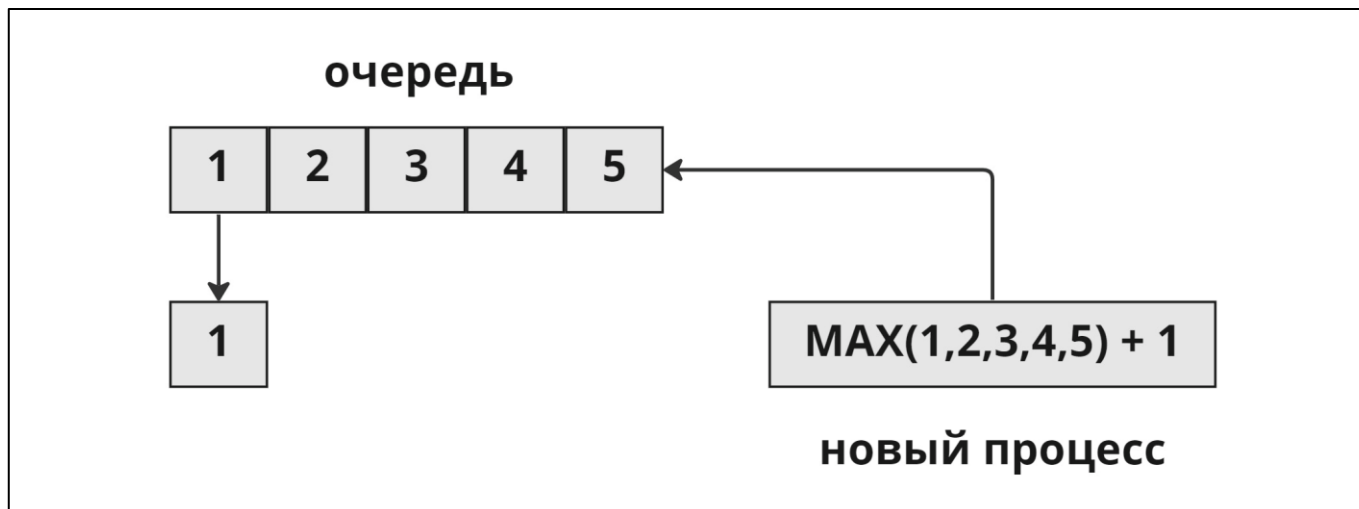 очередь
1 2 3 4 5
1
MAX(1,2,3,4,5) + 1
новый процесс